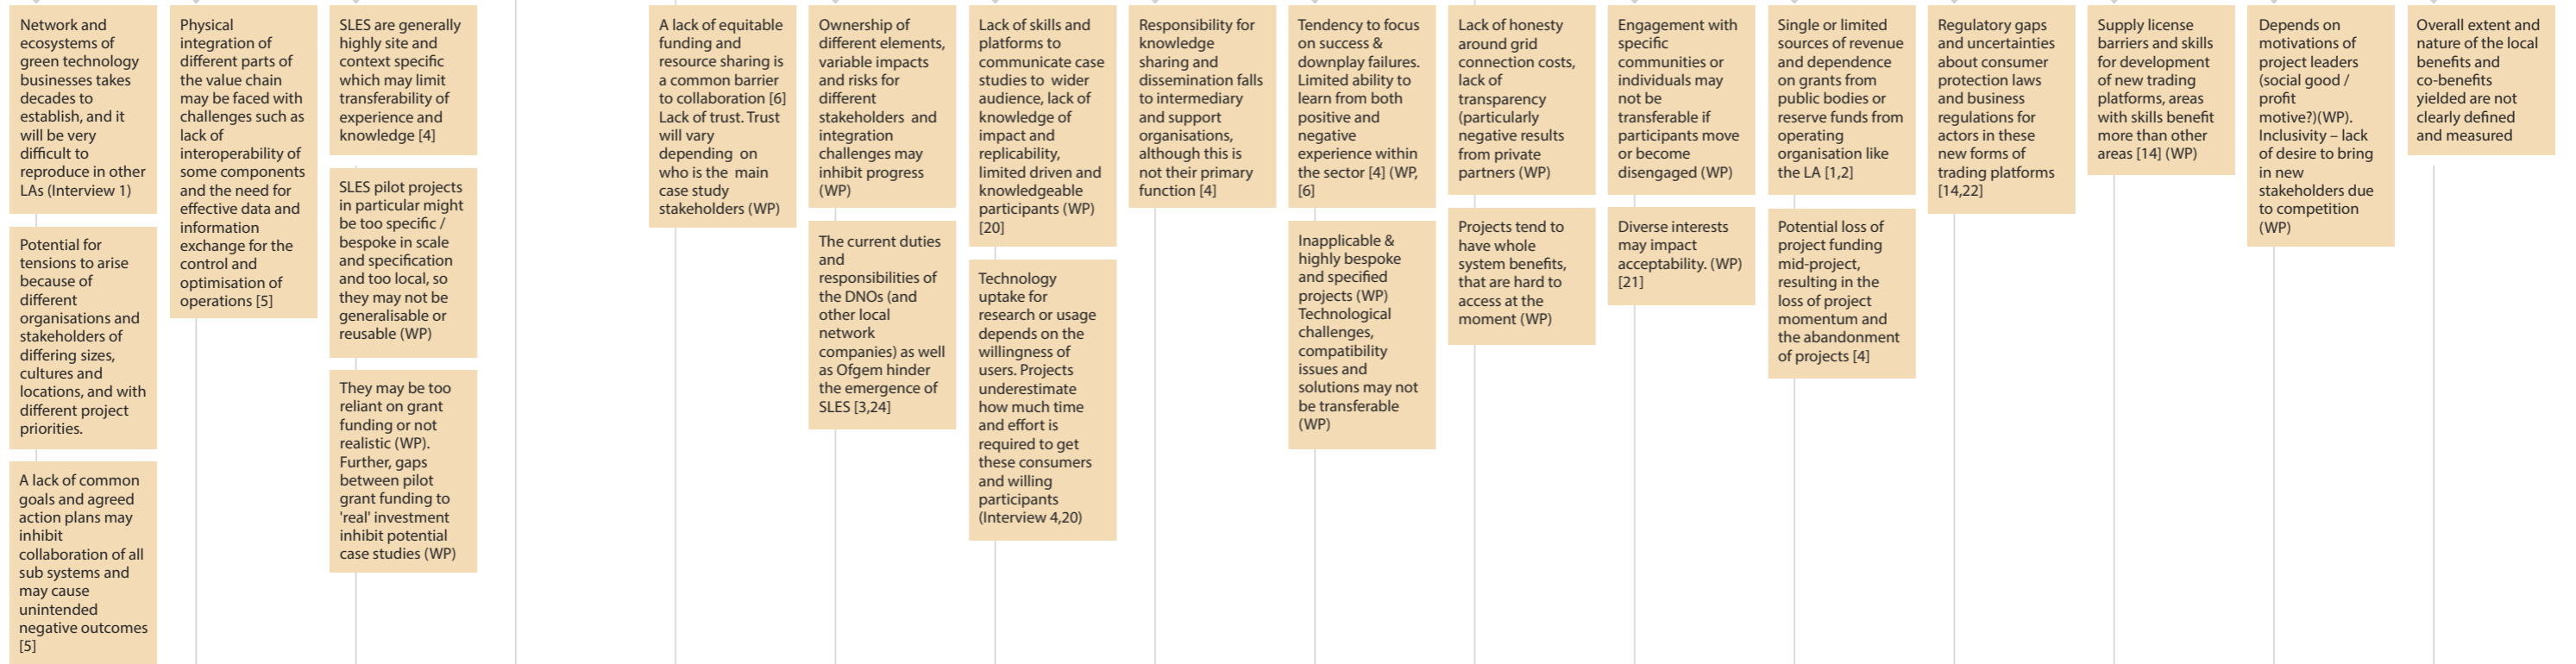 Network and
ecosystems of
green technology
businesses takes
decades to
establish, and it
will be very
difficult to
reproduce in other
LAs (Interview 1)
Potential for
tensions to arise
because of
different
organisations and
stakeholders of
differing sizes,
cultures and
locations, and with
different project
priorities.
A lack of common
goals and agreed
action plans may
inhibit
collaboration of all
sub systems and
may cause
unintended
negative outcomes
[5]
Physical
integration of
different parts of
the value chain
may be faced with
challenges such as
lack of
interoperability of
some components
and the need for
effective data and
information
exchange for the
control and
optimisation of
operations [5]
SLES are generally
highly site and
context specific
which may limit
transferability of
experience and
knowledge [4]
SLES pilot projects
in particular might
be too specific /
bespoke in scale
and specification
and too local, so
they may not be
generalisable or
reusable (WP)
They may be too
reliant on grant
funding or not
realistic (WP).
Further, gaps
between pilot
grant funding to
'real' investment
inhibit potential
case studies (WP)
A lack of equitable
funding and
resource sharing is
a common barrier
to collaboration [6]
Lack of trust. Trust
will vary
depending on
who is the main
case study
stakeholders (WP)
Ownership of
different elements,
variable impacts
and risks for
different
stakeholders and
integration
challenges may
inhibit progress
(WP)
The current duties
and
responsibilities of
the DNOs (and
other local
network
companies) as well
as Ofgem hinder
the emergence of
SLES [3,24]
Lack of skills and
platforms to
communicate case
studies to wider
audience, lack of
knowledge of
impact and
replicability,
limited driven and
knowledgeable
participants (WP)
[20]
Technology
uptake for
research or usage
depends on the
willingness of
users. Projects
underestimate
how much time
and effort is
required to get
these consumers
and willing
participants
(Interview 4,20)
Responsibility for
knowledge
sharing and
dissemination falls
to intermediary
and support
organisations,
although this is
not their primary
function [4]
Tendency to focus
on success &
downplay failures.
Limited ability to
learn from both
positive and
negative
experience within
the sector [4] (WP,
[6]
Inapplicable &
highly bespoke
and specified
projects (WP)
Technological
challenges,
compatibility
issues and
solutions may not
be transferable
(WP)
Lack of honesty
around grid
connection costs,
lack of
transparency
(particularly
negative results
from private
partners (WP)
Projects tend to
have whole
system benefits,
that are hard to
access at the
moment (WP)
Engagement with
specific
communities or
individuals may
not be
transferable if
participants move
or become
disengaged (WP)
Diverse interests
may impact
acceptability. (WP)
[21]
Single or limited
sources of revenue
and dependence
on grants from
public bodies or
reserve funds from
operating
organisation like
the LA [1,2]
Potential loss of
project funding
mid-project,
resulting in the
loss of project
momentum and
the abandonment
of projects [4]
Regulatory gaps
and uncertainties
about consumer
protection laws
and business
regulations for
actors in these
new forms of
trading platforms
[14,22]
Supply license
barriers and skills
for development
of new trading
platforms, areas
with skills benefit
more than other
areas [14] (WP)
Depends on
motivations of
project leaders
(social good /
profit
motive?)(WP).
Inclusivity – lack
of desire to bring
in new
stakeholders due
to competition
(WP)
Overall extent and
nature of the local
benefits and
co-benefits
yielded are not
clearly defined
and measured